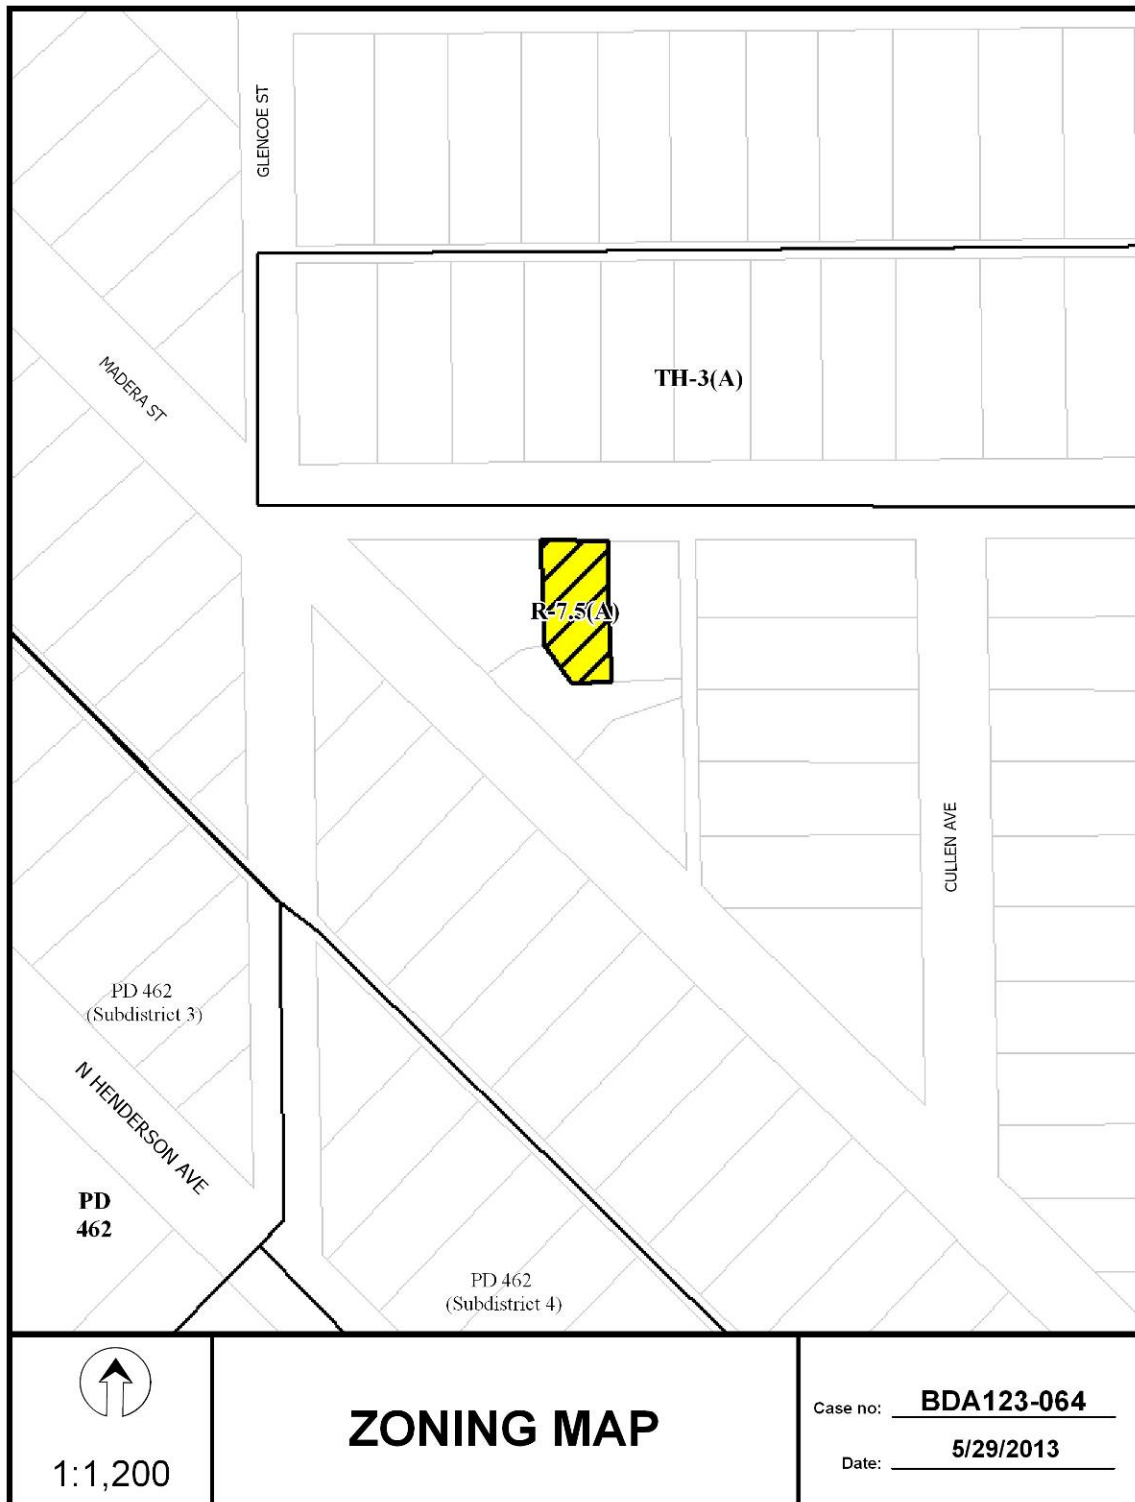 GLENCOE ST
MADERA ST
TH-3(A)
R-7.5(A)
CULLEN AVE
PD 462
(Subdistrict 3)
N HENDERSON AVE
PD
462
PD 462
(Subdistrict 4)
1:1,200
ZONING MAP
Case no: BDA123-064
Date: 5/29/2013